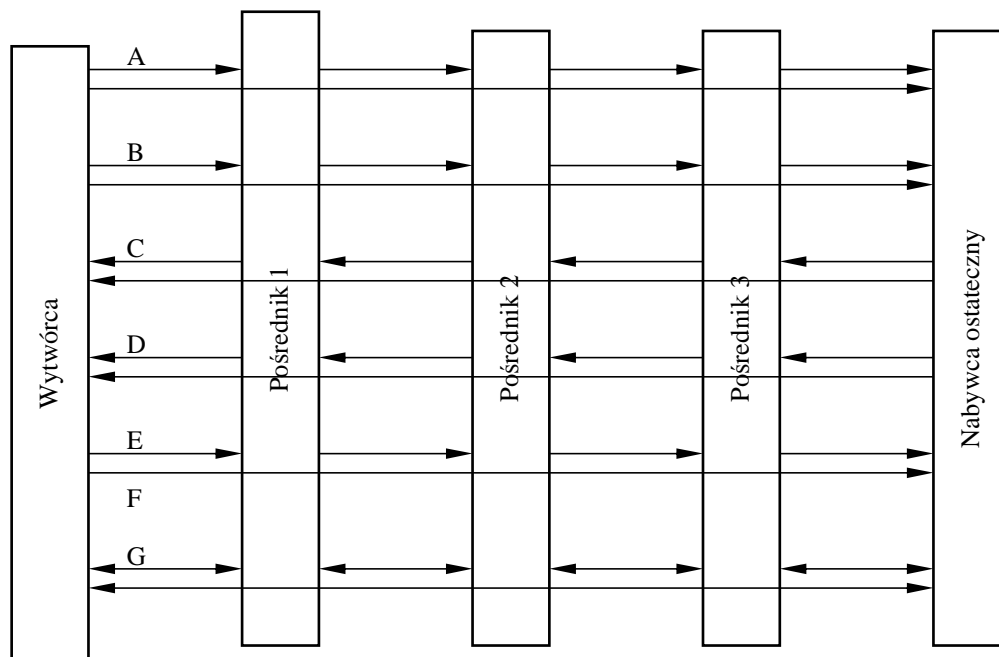 A
B
C
D
E
F
G
Wytwórca
Pośrednik 1
Pośrednik 2
Pośrednik 3
Nabywca ostateczny